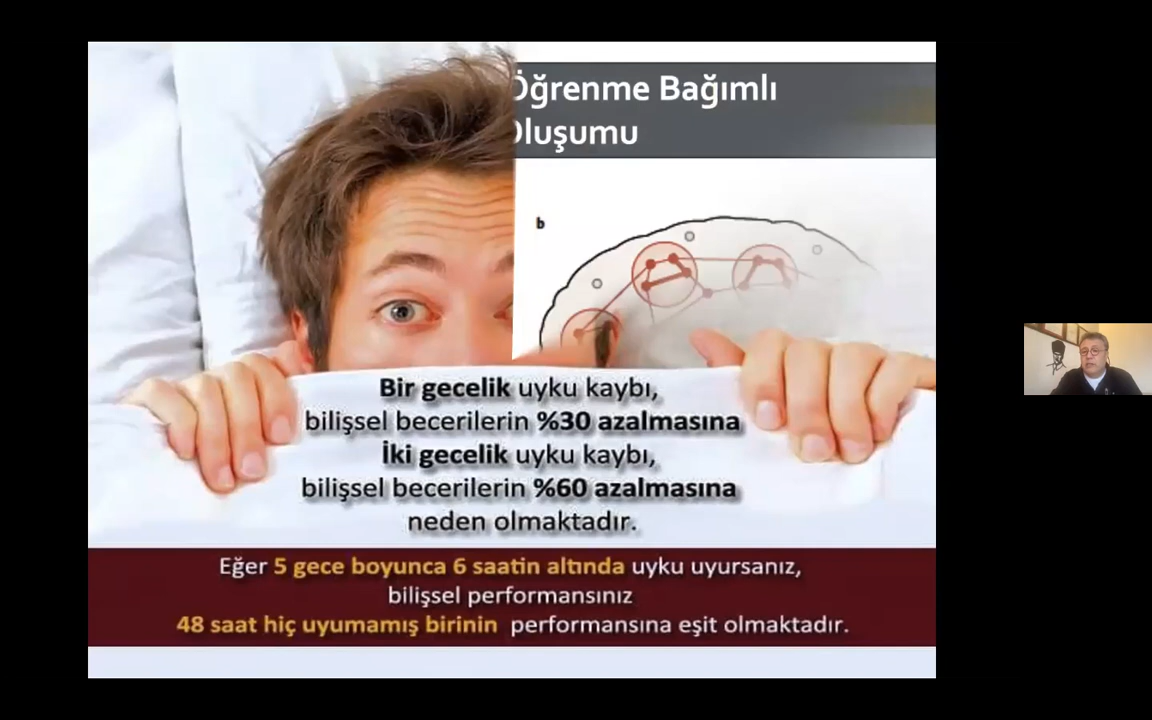 Öğrenme Bağımlı
Oluşumu
b
Bir gecelik uyku kaybı,
bilişsel becerilerin %30 azalmasına
İki gecelik uyku kaybı,
bilişsel becerilerin %60 azalmasına
neden olmaktadır.
Eğer 5 gece boyunca 6 saatin altında uyku uyursanız,
bilişsel performansınız
48 saat hiç uyumamış birinin performansına eşit olmaktadır.